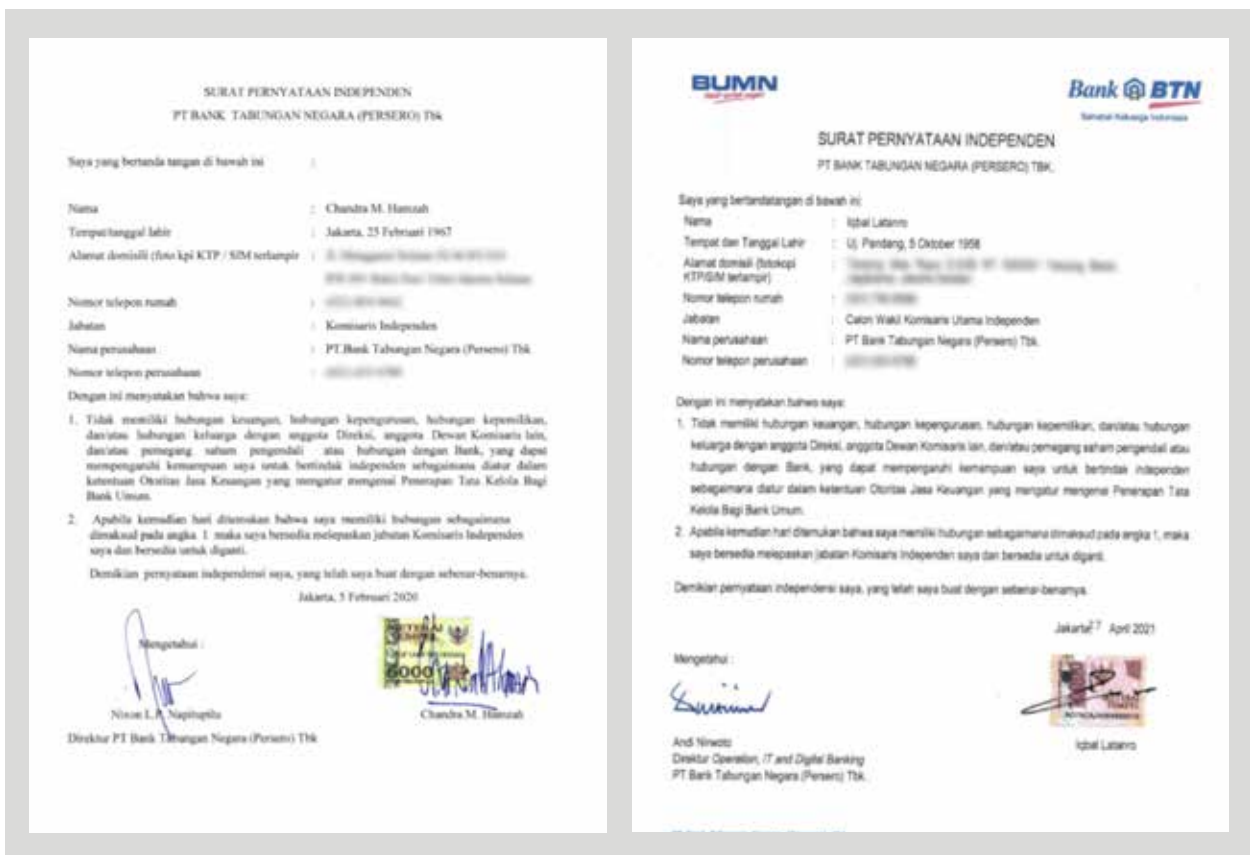 SURAT PERNYATAAN INDEPENDEN
PT BANK TABUNGAN NEGARA (PERSERO) Tbk
Saya yang bertanda tangan di bawah ini :
Nama : Chandra M. Hamzah
Tempat/tanggal lahir : Jakarta, 25 Februari 1967
Alamat domisili (foto kpi KTP / SIM terlampir :
Nomor telepon rumah :
Jabatan : Komisaris Independen
Nama perusahaan : PT.Bank Tabungan Negara (Persero) Tbk
Nomor telepon perusahaan :
Dengan ini menyatakan bahwa saya:
1. Tidak memiliki hubungan keuangan, hubungan kepengurusan, hubungan kepemilikan,
dan/atau hubungan keluarga dengan anggota Direksi, anggota Dewan Komisaris lain,
dan/atau pemegang saham pengendali atau hubungan dengan Bank, yang dapat
mempengaruhi kemampuan saya untuk bertindak independen sebagaimana diatur dalam
ketentuan Otoritas Jasa Keuangan yang mengatur mengenai Penerapan Tata Kelola Bagi
Bank Umum.
2. Apabila kemudian hari ditemukan bahwa saya memiliki hubungan sebagaimana
dimaksud pada angka 1 maka saya bersedia melepaskan jabatan Komisaris Independen
saya dan bersedia untuk diganti.
Demikian pernyataan independensi saya, yang telah saya buat dengan sebenar-benarnya.
Jakarta, 5 Februari 2020
Mengetahui :
METERAI
TEMPEL
6000
Nixon L.P. Napitupulu
Chandra M. Hamzah
Direktur PT Bank Tabungan Negara (Persero) Tbk
BUMN
Bank BTN
Sahabat Keluarga Indonesia
SURAT PERNYATAAN INDEPENDEN
PT BANK TABUNGAN NEGARA (PERSERO) TBK.
Saya yang bertandatangan di bawah ini:
Nama : Iqbal Latanro
Tempat dan Tanggal Lahir : Uj. Pandang, 5 Oktober 1958
Alamat domisili (fotokopi
KTP/SIM terlampir) :
Nomor telepon rumah :
Jabatan : Calon Wakil Komisaris Utama Independen
Nama perusahaan : PT Bank Tabungan Negara (Persero) Tbk.
Nomor telepon perusahaan :
Dengan ini menyatakan bahwa saya:
1. Tidak memiliki hubungan keuangan, hubungan kepengurusan, hubungan kepemilikan, dan/atau hubungan
keluarga dengan anggota Direksi, anggota Dewan Komisaris lain, dan/atau pemegang saham pengendali atau
hubungan dengan Bank, yang dapat mempengaruhi kemampuan saya untuk bertindak independen
sebagaimana diatur dalam ketentuan Otoritas Jasa Keuangan yang mengatur mengenai Penerapan Tata
Kelola Bagi Bank Umum.
2. Apabila kemudian hari ditemukan bahwa saya memiliki hubungan sebagaimana dimaksud pada angka 1, maka
saya bersedia melepaskan jabatan Komisaris Independen saya dan bersedia untuk diganti.
Demikian pernyataan independensi saya, yang telah saya buat dengan sebenar-benarnya.
Jakarta, 27 April 2021
Mengetahui :
Andi Nirwoto
Direktur Operation, IT and Digital Banking
PT Bank Tabungan Negara (Persero) Tbk.
Iqbal Latanro